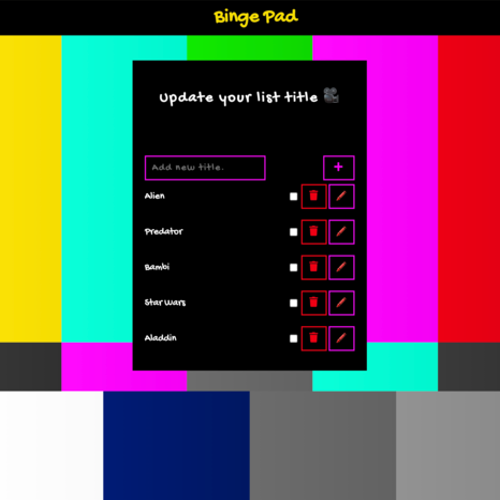 Binge Pad
Update your list title 🎥
Add new title.
+
Alien
Predator
Bambi
Star Wars
Aladdin